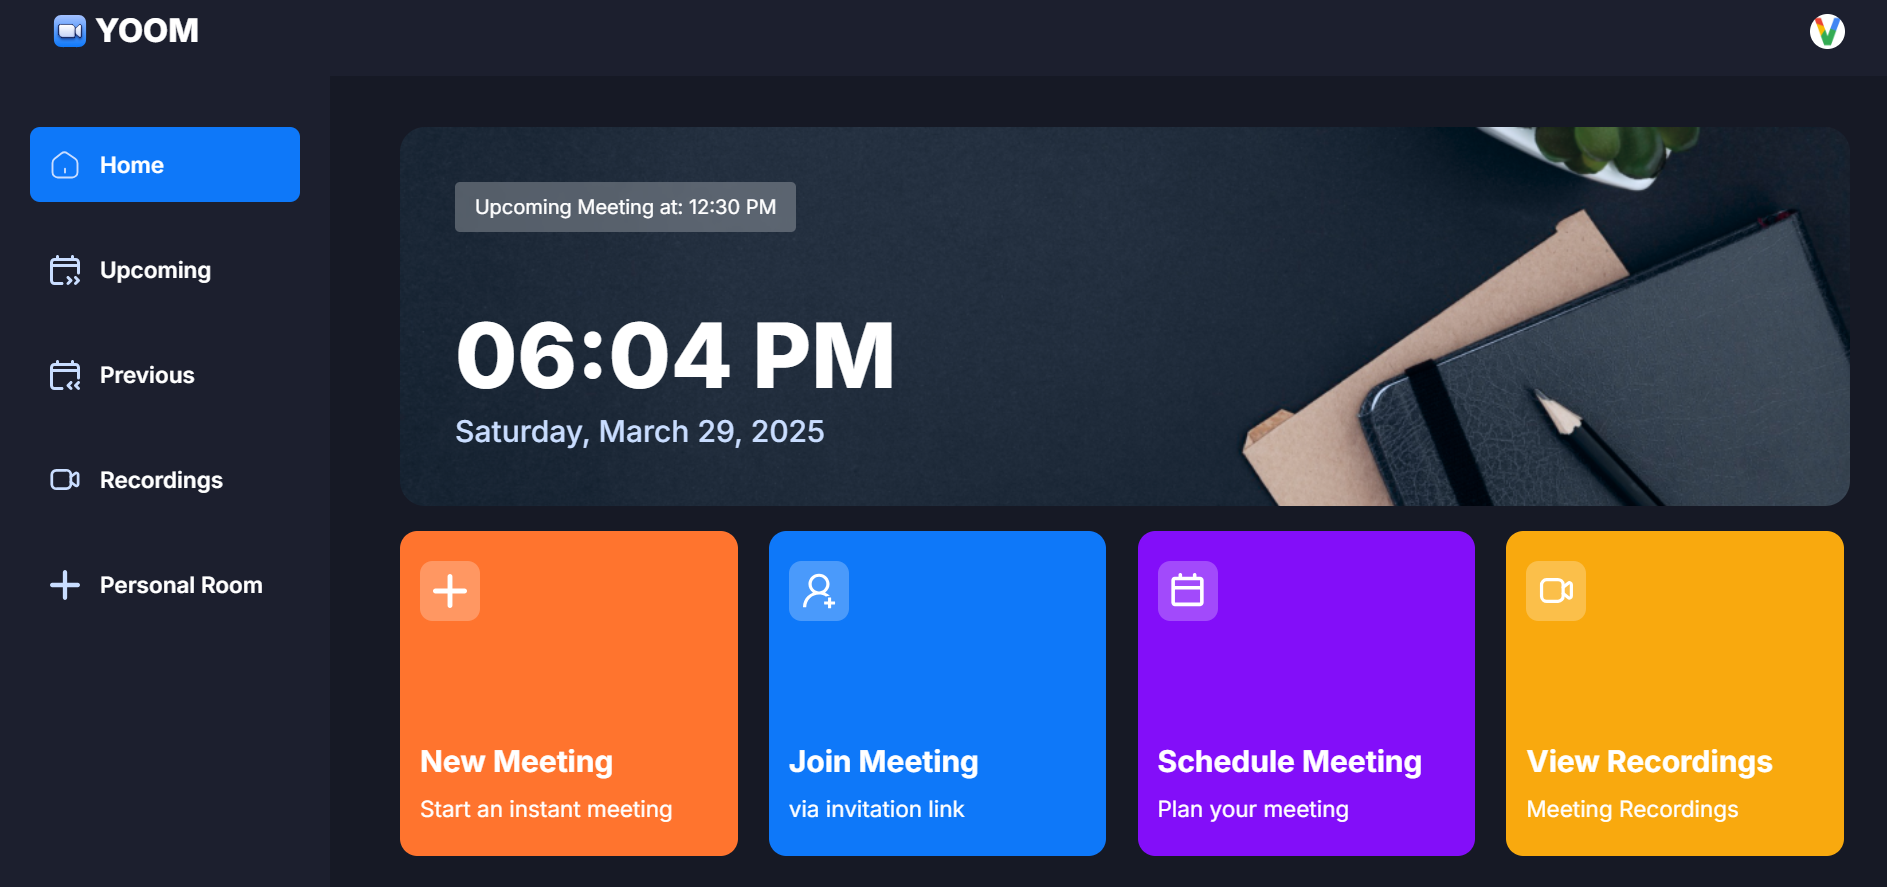 YOOM
Home
Upcoming
Previous
Recordings
Personal Room
Upcoming Meeting at: 12:30 PM
06:04 PM
Saturday, March 29, 2025
New Meeting
Start an instant meeting
Join Meeting
via invitation link
Schedule Meeting
Plan your meeting
View Recordings
Meeting Recordings